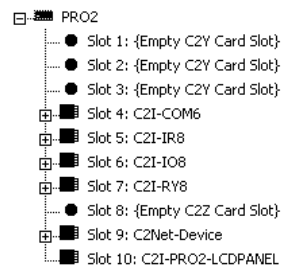 PRO2
Slot 1: {Empty C2Y Card Slot}
Slot 2: {Empty C2Y Card Slot}
Slot 3: {Empty C2Y Card Slot}
Slot 4: C2I-COM6
Slot 5: C2I-IR8
Slot 6: C2I-IO8
Slot 7: C2I-RY8
Slot 8: {Empty C2Z Card Slot}
Slot 9: C2Net-Device
Slot 10: C2I-PRO2-LCDPANEL